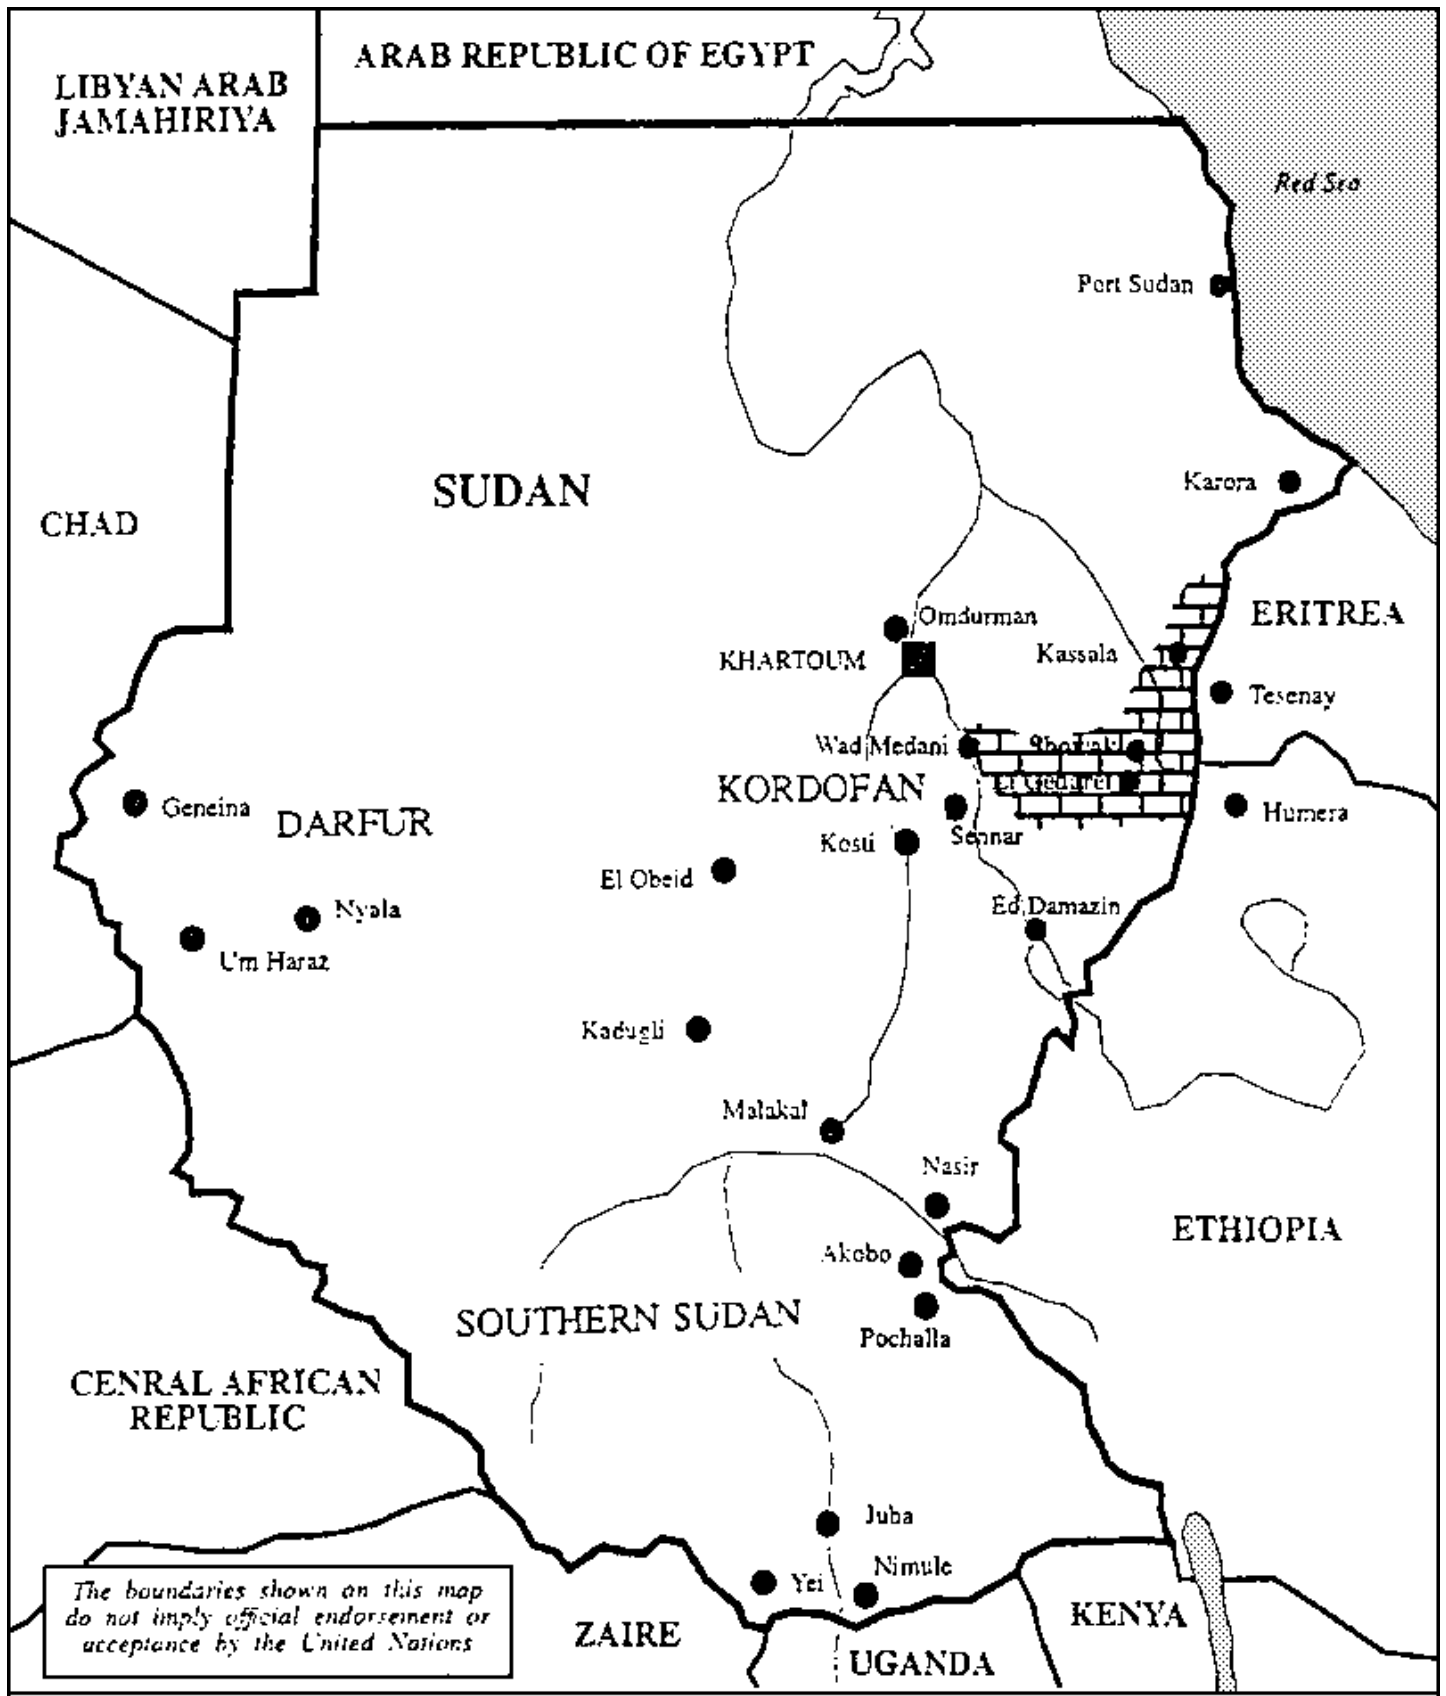 ARAB REPUBLIC OF EGYPT
LIBYAN ARAB
JAMAHIRIYA
Red Sea
Port Sudan
Karora
SUDAN
CHAD
ERITREA
Omdurman
KHARTOUM
Kassala
Tesenay
Wad Medani
KORDOFAN
El Gedaref
Humera
Geneina
DARFUR
Sennar
Kosti
El Obeid
Nyala
Ed Damazin
Um Haraz
Kadugli
Malakal
Nasir
ETHIOPIA
Akobo
SOUTHERN SUDAN
Pochalla
CENRAL AFRICAN
REPUBLIC
Juba
Nimule
Yei
The boundaries shown on this map
do not imply official endorsement or
acceptance by the United Nations
KENYA
ZAIRE
UGANDA